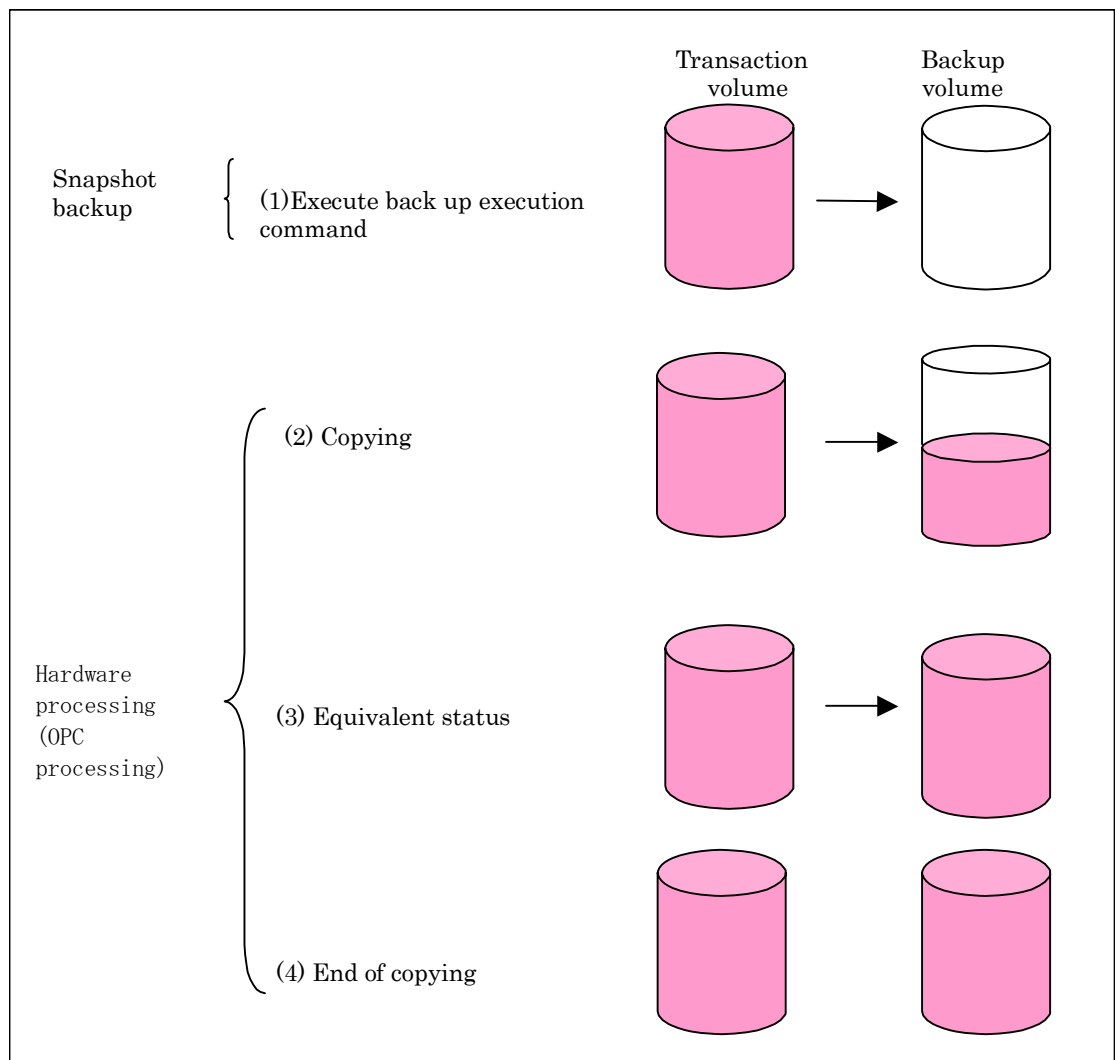 Transaction
volume
Backup
volume
Snapshot
backup
(1)Execute back up execution
command
(2) Copying
Hardware
processing
(OPC
processing)
(3) Equivalent status
(4) End of copying